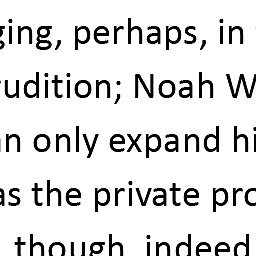 ging, perhaps, in
rudition; Noah W
an only expand hi
as the private pro
though, indeed